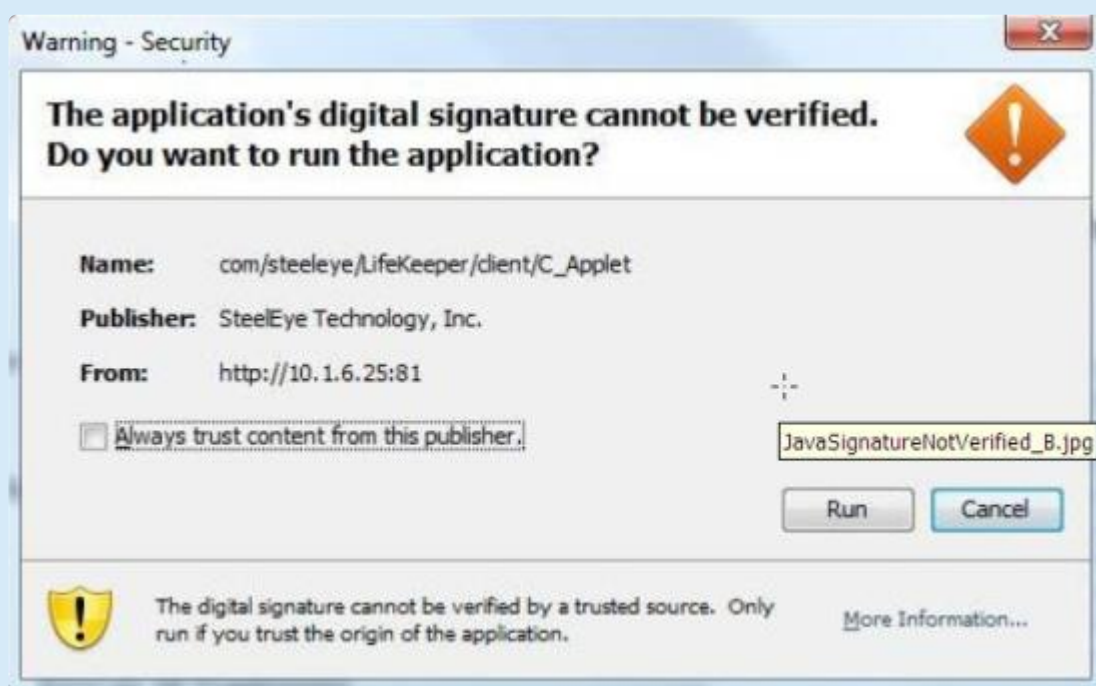 Warning - Security
The application's digital signature cannot be verified.
Do you want to run the application?
Name: com/steeleye/LifeKeeper/client/C_Applet
Publisher: SteelEye Technology, Inc.
From: http://10.1.6.25:81
Always trust content from this publisher.
JavaSignatureNotVerified_B.jpg
Run Cancel
The digital signature cannot be verified by a trusted source. Only
run if you trust the origin of the application.
More Information...